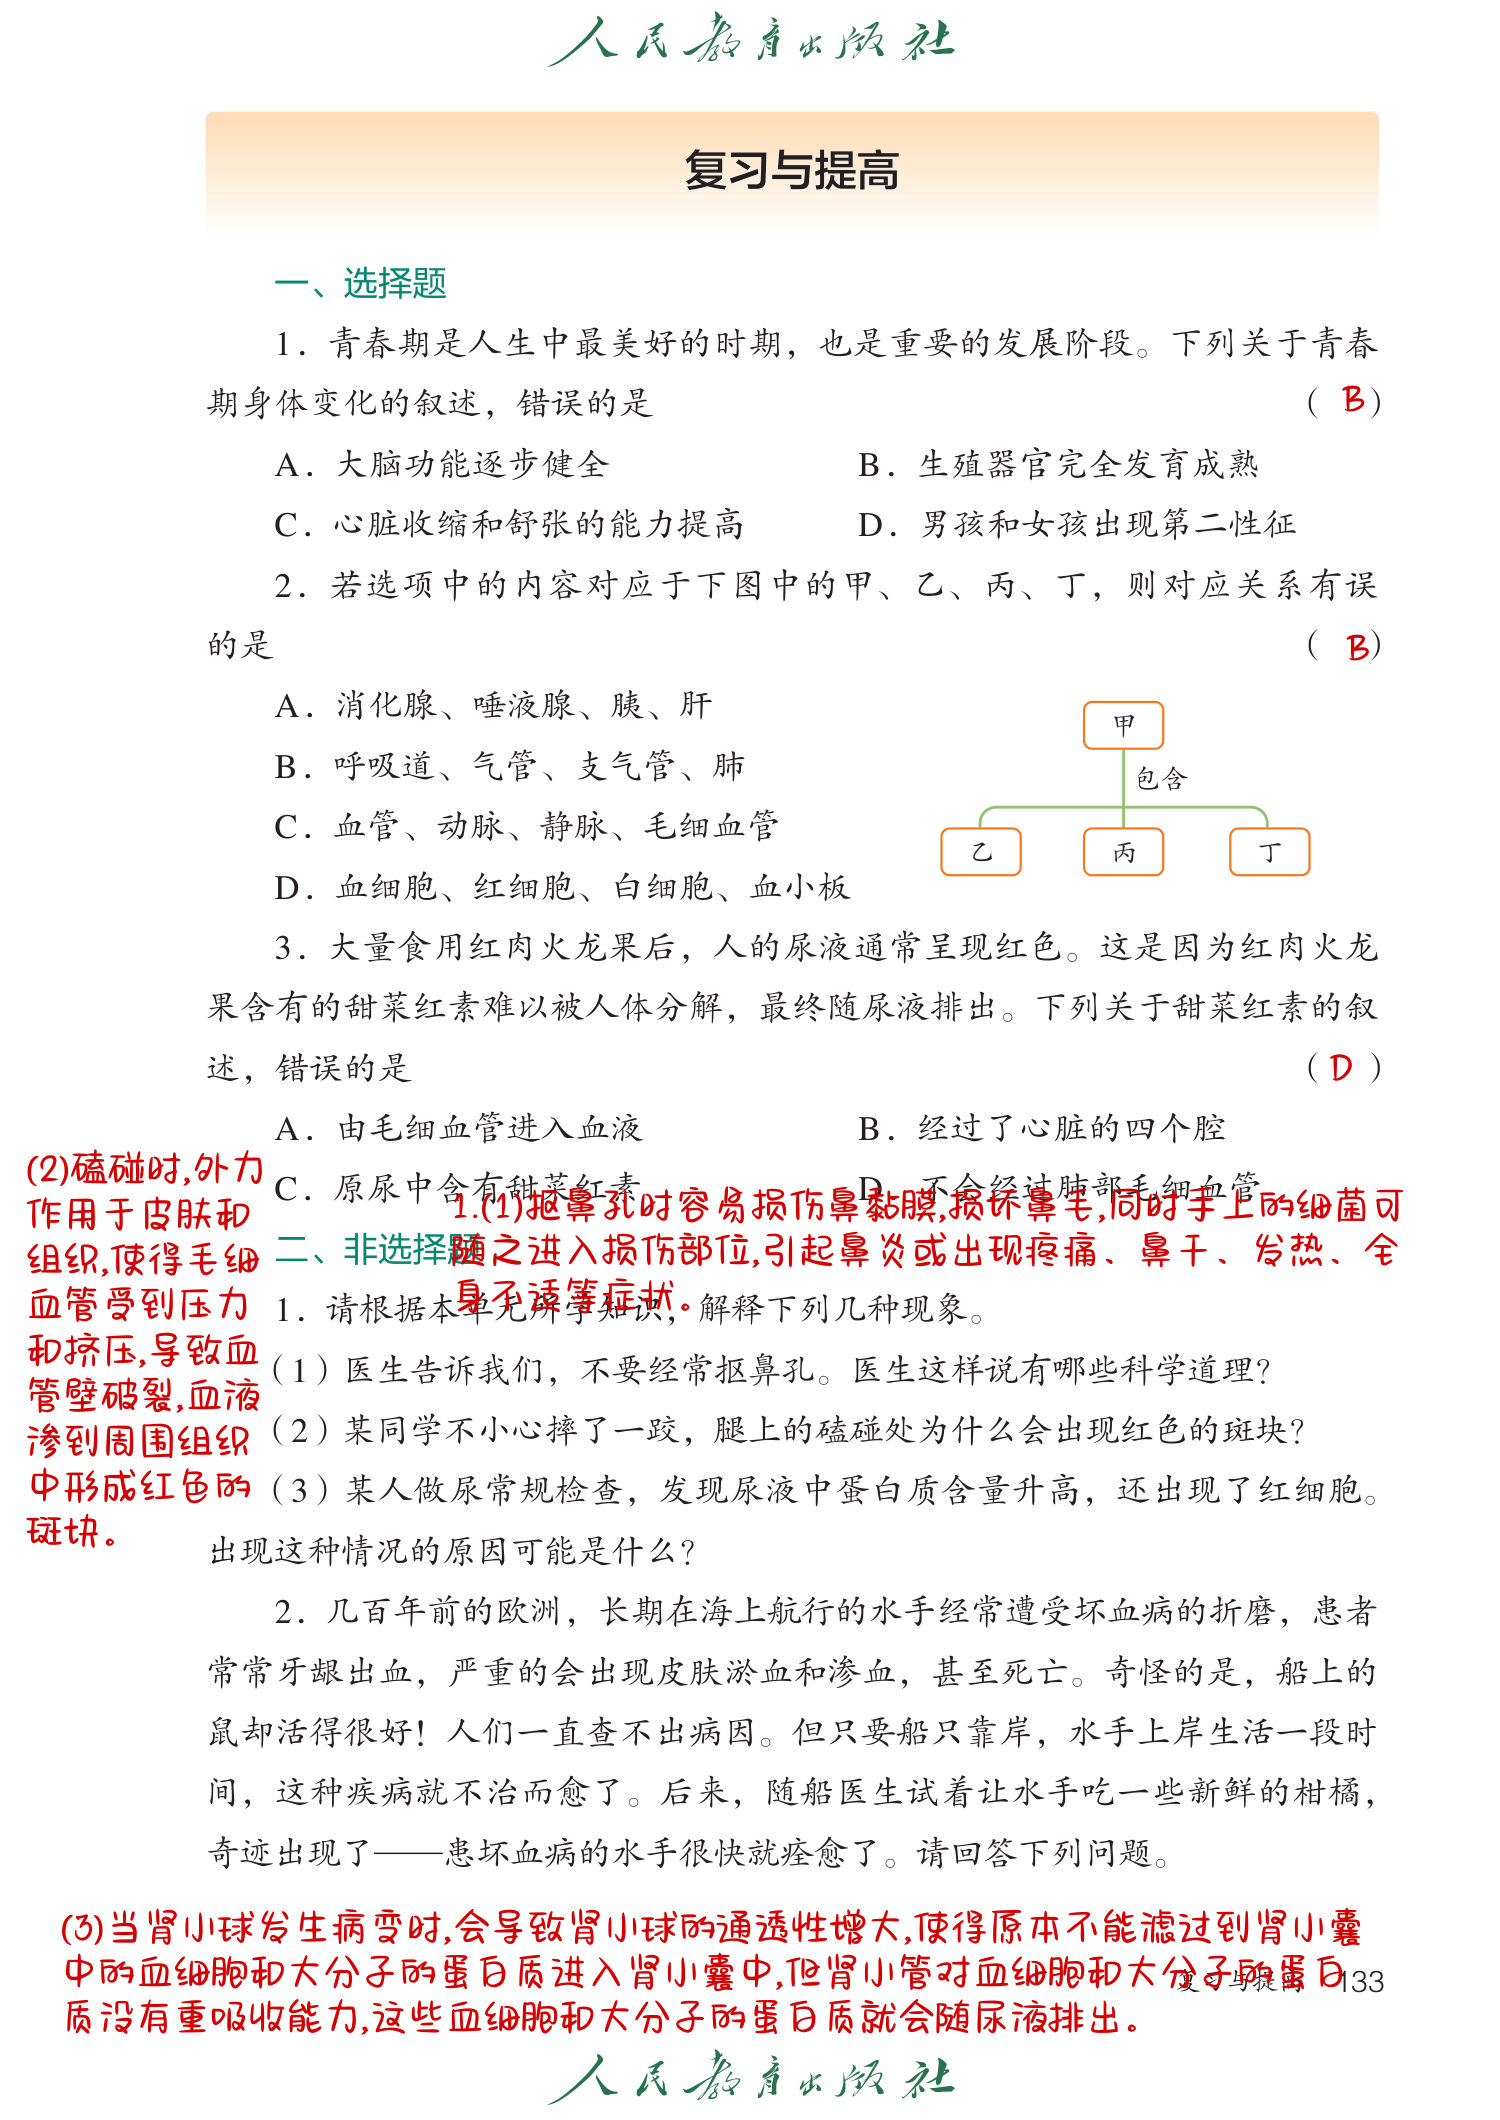 人民教育出版社
复习与提高
一、选择题
1. 青春期是人生中最美好的时期，也是重要的发展阶段。下列关于青春
期身体变化的叙述，错误的是 （ B ）
A. 大脑功能逐步健全 B. 生殖器官完全发育成熟
C. 心脏收缩和舒张的能力提高 D. 男孩和女孩出现第二性征
2. 若选项中的内容对应于下图中的甲、乙、丙、丁，则对应关系有误
的是 （ B ）
A. 消化腺、唾液腺、胰、肝
B. 呼吸道、气管、支气管、肺
C. 血管、动脉、静脉、毛细血管
D. 血细胞、红细胞、白细胞、血小板
甲
包含
乙 丙 丁
3. 大量食用红肉火龙果后，人的尿液通常呈现红色。这是因为红肉火龙
果含有的甜菜红素难以被人体分解，最终随尿液排出。下列关于甜菜红素的叙
述，错误的是 （ D ）
A. 由毛细血管进入血液 B. 经过了心脏的四个腔
C. 原尿中含有甜菜红素 D. 不会经过肺部毛细血管
1.(1)抠鼻孔时容易损伤鼻黏膜,损坏鼻毛,同时手上的细菌可
随之进入损伤部位,引起鼻炎或出现疼痛、鼻干、发热、全
身不适等症状。
(2)磕碰时,外力
作用于皮肤和
组织,使得毛细
血管受到压力
和挤压,导致血
管壁破裂,血液
渗到周围组织
中形成红色的
斑块。
二、非选择题
1. 请根据本单元所学知识，解释下列几种现象。
（1）医生告诉我们，不要经常抠鼻孔。医生这样说有哪些科学道理？
（2）某同学不小心摔了一跤，腿上的磕碰处为什么会出现红色的斑块？
（3）某人做尿常规检查，发现尿液中蛋白质含量升高，还出现了红细胞。
出现这种情况的原因可能是什么？
2. 几百年前的欧洲，长期在海上航行的水手经常遭受坏血病的折磨，患者
常常牙龈出血，严重的会出现皮肤淤血和渗血，甚至死亡。奇怪的是，船上的
鼠却活得很好！人们一直查不出病因。但只要船只靠岸，水手上岸生活一段时
间，这种疾病就不治而愈了。后来，随船医生试着让水手吃一些新鲜的柑橘，
奇迹出现了——患坏血病的水手很快就痊愈了。请回答下列问题。
(3)当肾小球发生病变时,会导致肾小球的通透性增大,使得原本不能滤过到肾小囊
中的血细胞和大分子的蛋白质进入肾小囊中,但肾小管对血细胞和大分子的蛋白
质没有重吸收能力,这些血细胞和大分子的蛋白质就会随尿液排出。
复习与提高 133
人民教育出版社